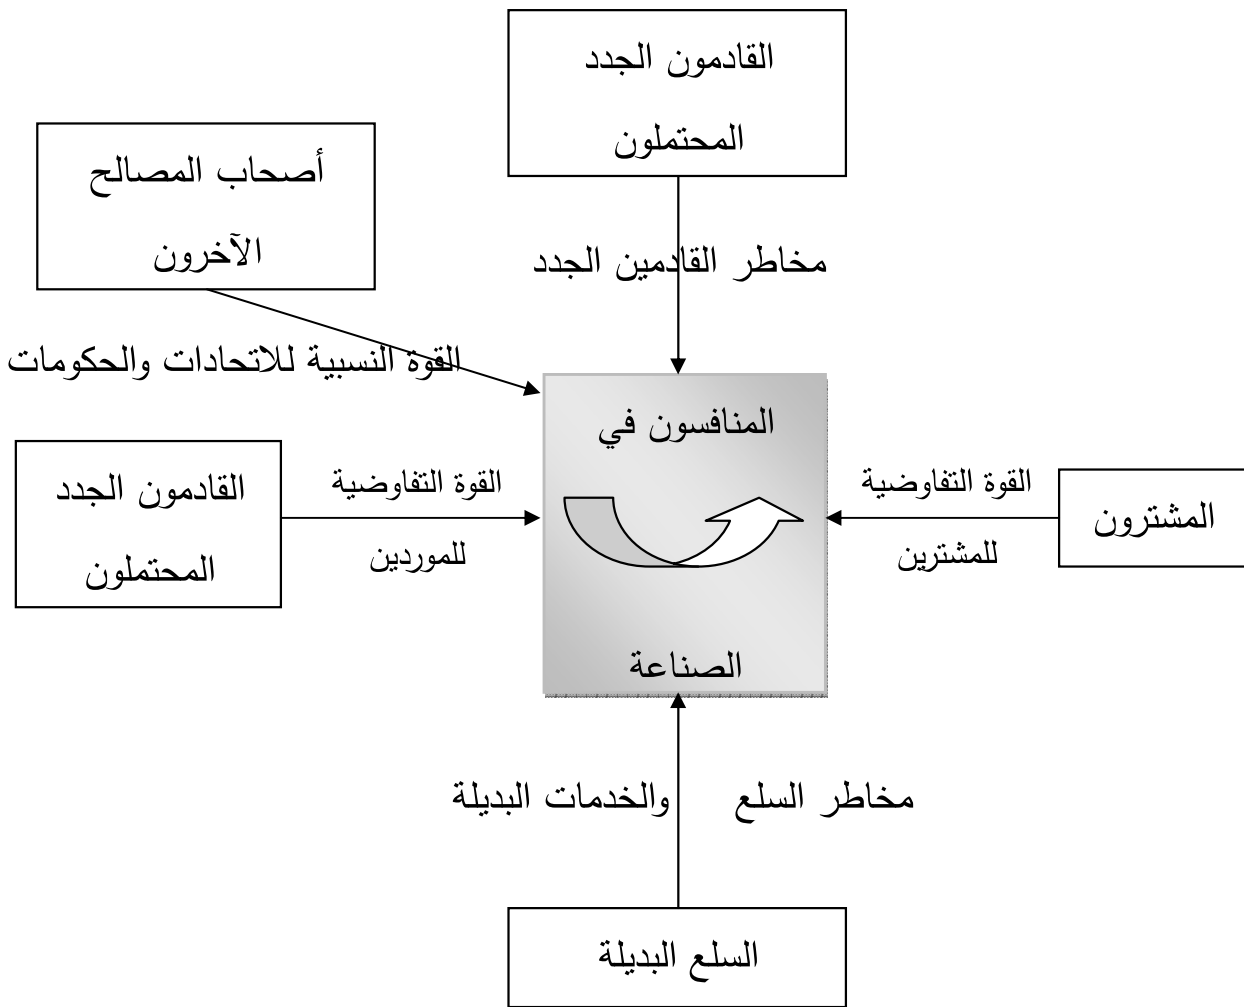 القادمون الجدد
المحتملون
أصحاب المصالح
الآخرون
مخاطر القادمين الجدد
القوة النسبية للاتحادات والحكومات
المنافسون في
الصناعة
المشترون
القوة التفاوضية
للمشترين
القوة التفاوضية
للموردين
القادمون الجدد
المحتملون
مخاطر السلع والخدمات البديلة
السلع البديلة